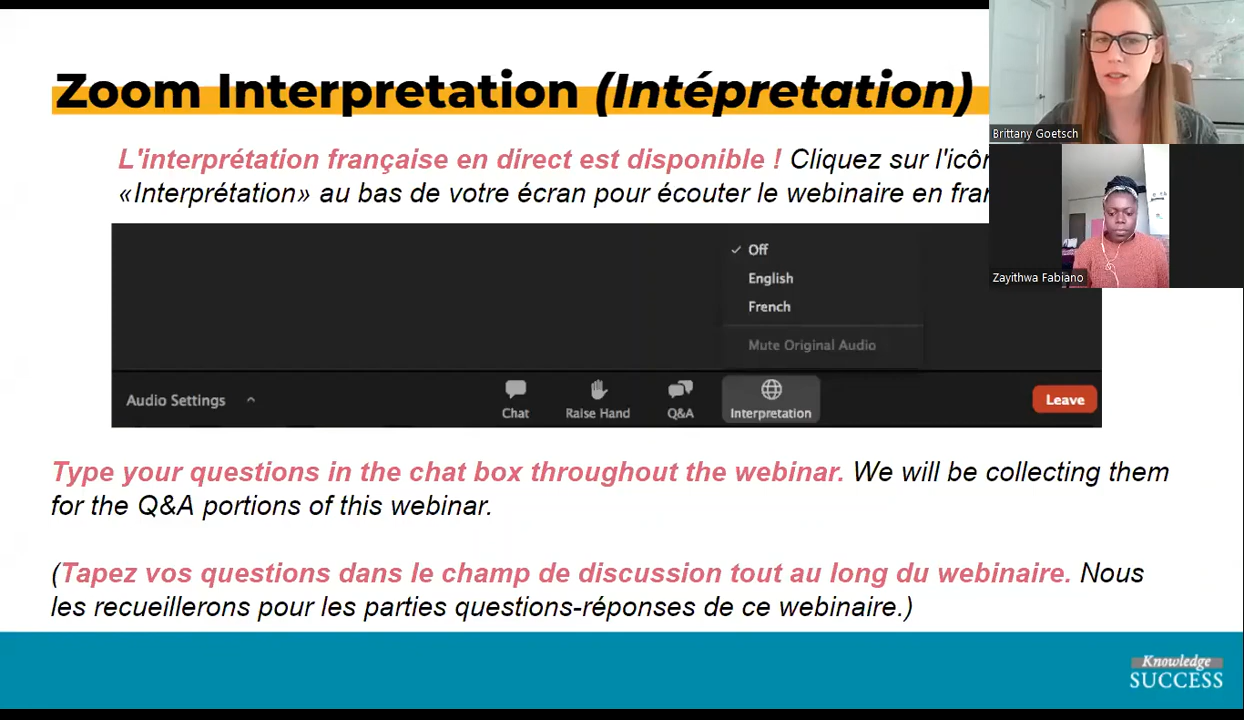 Zoom Interpretation (Intépretation)
L'interprétation française en direct est disponible ! Cliquez sur l'icôn
«Interprétation» au bas de votre écran pour écouter le webinaire en fran
Brittany Goetsch
Zayithwa Fabiano
Off
English
French
Mute Original Audio
Audio Settings
Chat
Raise Hand
Q&A
Interpretation
Leave
Type your questions in the chat box throughout the webinar. We will be collecting them
for the Q&A portions of this webinar.
(Tapez vos questions dans le champ de discussion tout au long du webinaire. Nous
les recueillerons pour les parties questions-réponses de ce webinaire.)
Knowledge
SUCCESS